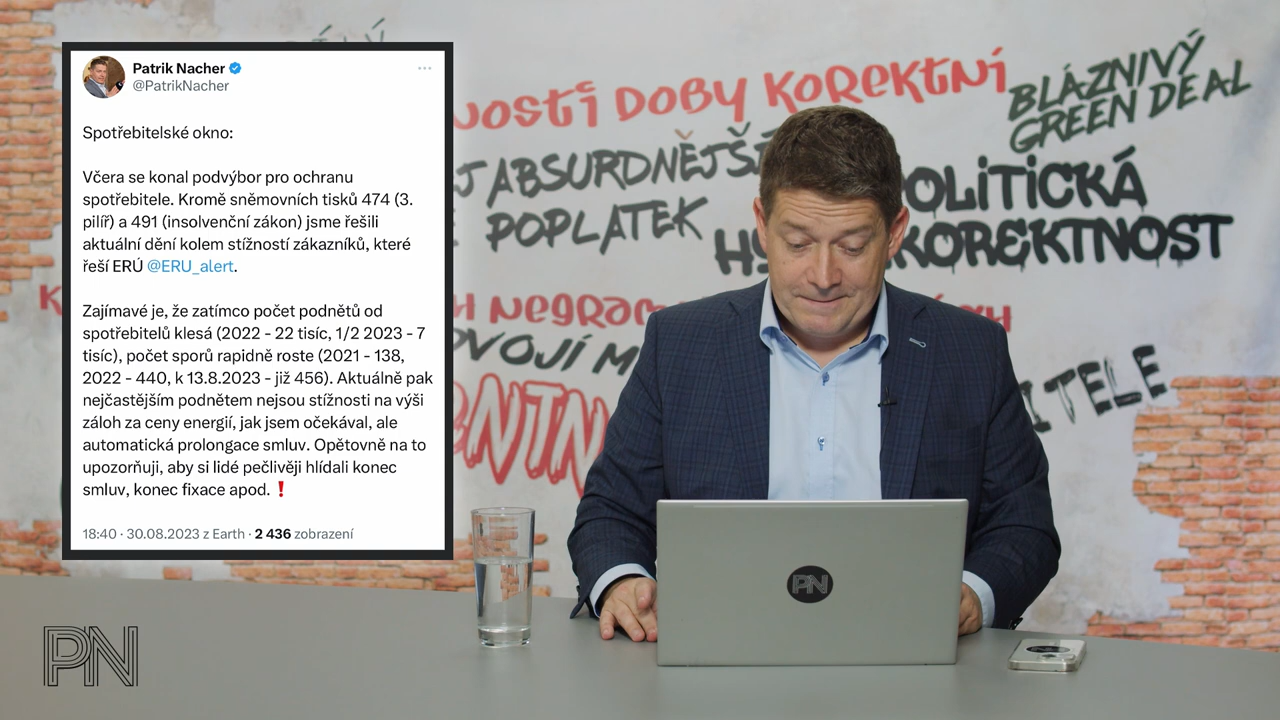 Patrik Nacher
@PatrikNacher
Spotřebitelské okno:
Včera se konal podvýbor pro ochranu
spotřebitele. Kromě sněmovních tisků 474 (3.
pilíř) a 491 (insolvenční zákon) jsme řešili
aktuální dění kolem stížností zákazníků, které
řeší ERÚ @ERU_alert.
Zajímavé je, že zatímco počet podnětů od
spotřebitelů klesá (2022 - 22 tisíc, 1/2 2023 - 7
tisíc), počet sporů rapidně roste (2021 - 138,
2022 - 440, k 13.8.2023 - již 456). Aktuálně pak
nejčastějším podnětem nejsou stížnosti na výši
záloh za ceny energií, jak jsem očekával, ale
automatická prolongace smluv. Opětovně na to
upozorňuji, aby si lidé pečlivěji hlídali konec
smluv, konec fixace apod. ❗
18:40 · 30.08.2023 z Earth · 2 436 zobrazení
DOBY KOREKTNÍ
BLÁZNIVÝ
GREEN DEAL
POPLATEK
POLITICKÁ
KOREKTNOST
PN
PN